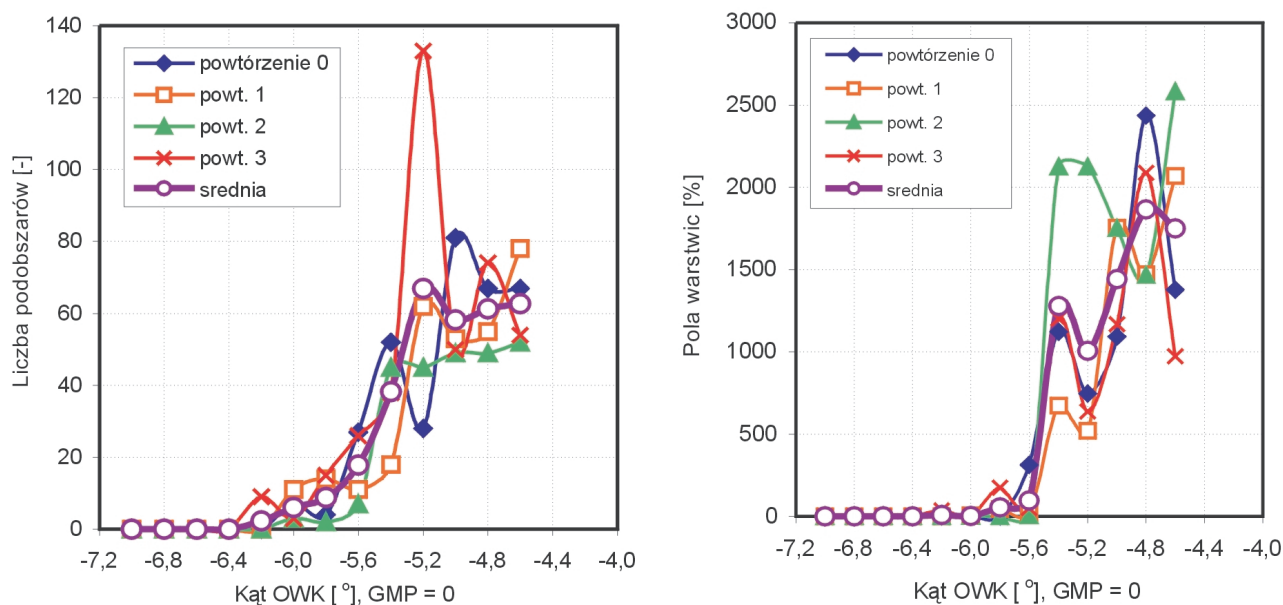 140
120
100
80
60
40
20
0
Liczba podobszarów [-]
powtórzenie 0
powt. 1
powt. 2
powt. 3
srednia
-7,2 -6,8 -6,4 -6,0 -5,6 -5,2 -4,8 -4,4 -4,0
Kąt OWK [ °], GMP = 0
3000
2500
2000
1500
1000
500
0
Pola warstwic [%]
powtórzenie 0
powt. 1
powt. 2
powt. 3
srednia
-7,2 -6,8 -6,4 -6,0 -5,6 -5,2 -4,8 -4,4 -4,0
Kąt OWK [ °], GMP = 0